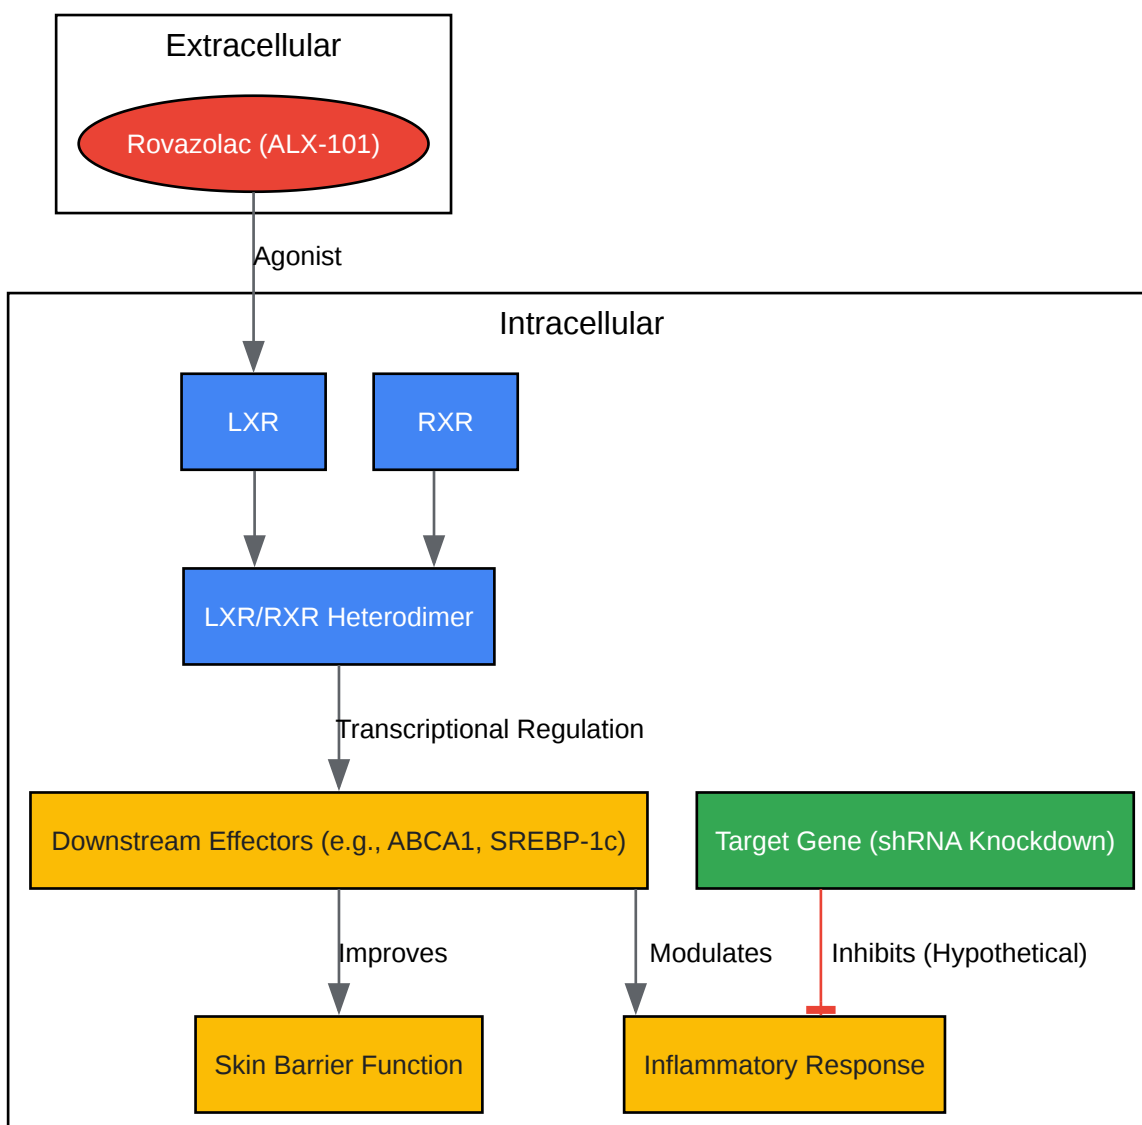 Extracellular
Rovazolac (ALX-101)
Agonist
Intracellular
LXR
RXR
LXR/RXR Heterodimer
Transcriptional Regulation
Downstream Effectors (e.g., ABCA1, SREBP-1c)
Target Gene (shRNA Knockdown)
Improves
Modulates
Inhibits (Hypothetical)
Skin Barrier Function
Inflammatory Response